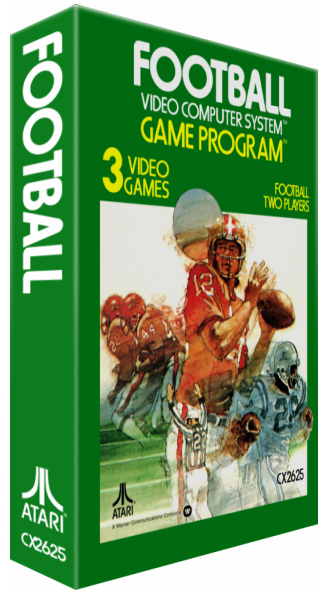 FOOTBALL
ATARI
CX2625
FOOTBALL
VIDEO COMPUTER SYSTEM™
GAME PROGRAM™
3 VIDEO
GAMES
FOOTBALL
TWO PLAYERS
12
44
22
CX2625
ATARI
A Warner Communications Company